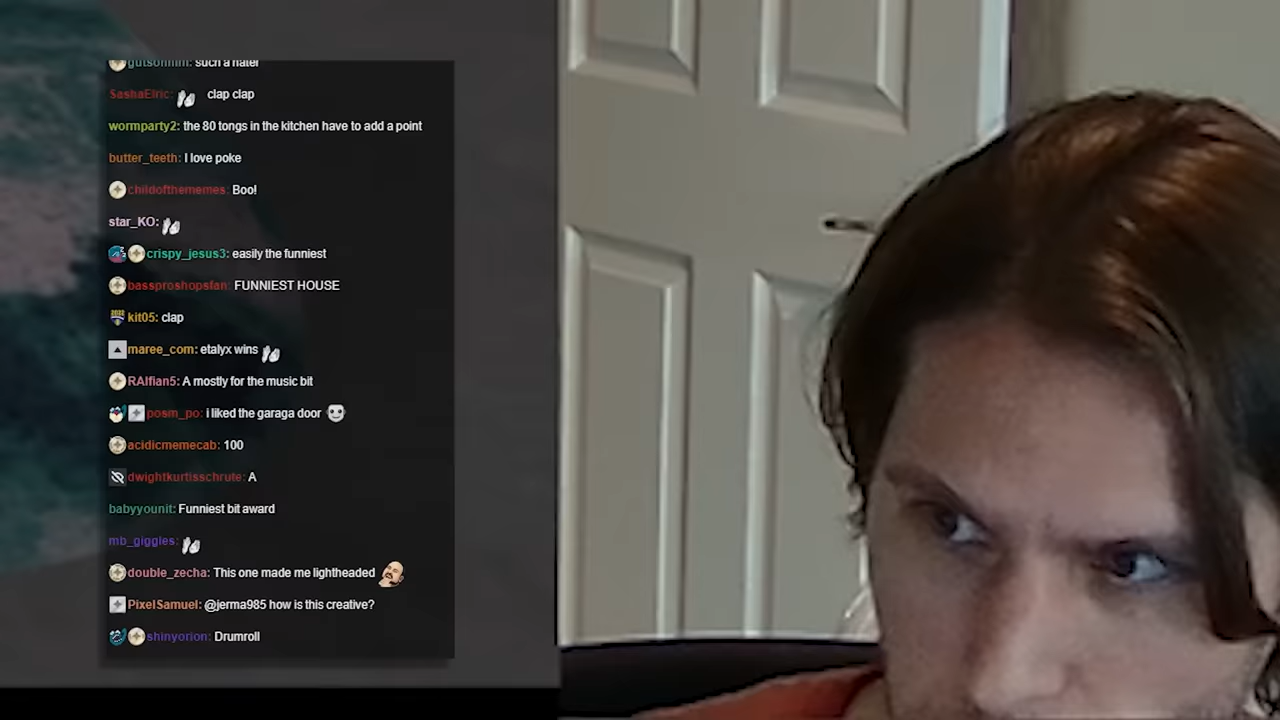 gutsonmm: such a hater
SashaElric: clap clap
wormparty2: the 80 tongs in the kitchen have to add a point
butter_teeth: I love poke
childofthememes: Boo!
star_KO:
crispy_jesus3: easily the funniest
bassproshopsfan: FUNNIEST HOUSE
kit05: clap
maree_com: etalyx wins
RAlfian5: A mostly for the music bit
posm_po: i liked the garaga door
acidicmemecab: 100
dwightkurtisschrute: A
babyyounit: Funniest bit award
mb_giggles:
double_zecha: This one made me lightheaded
PixelSamuel: @jerma985 how is this creative?
shinyorion: Drumroll